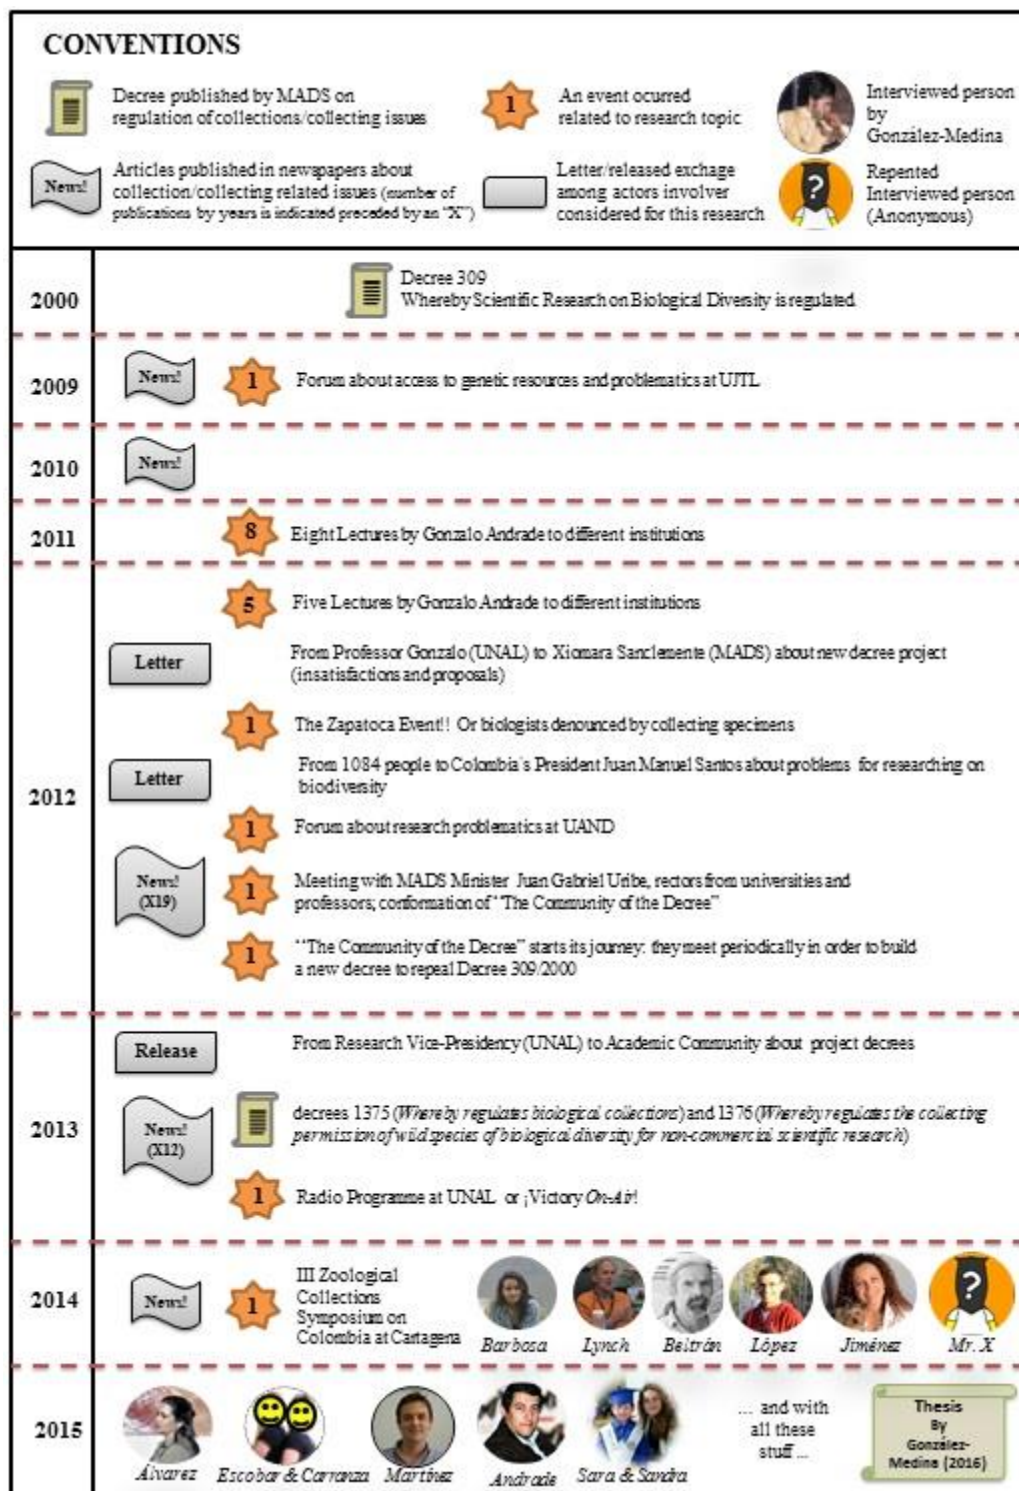 CONVENTIONS
Decree published by MADS on
regulation of collections/collecting issues
1
An event ocurred
related to research topic
Interviewed person
by
González-Medina
News!
Articles published in newspapers about
collection/collecting related issues (number of
publications by years is indicated preceded by an "X")
Letter/released exchage
among actors involver
considered for this research
?
Repented
Interviewed person
(Anonymous)
2000
Decree 309
Whereby Scientific Research on Biological Diversity is regulated
2009
News!
1
Forum about access to genetic resources and problematics at UJTL
2010
News!
2011
8
Eight Lectures by Gonzalo Andrade to different institutions
2012
5
Five Lectures by Gonzalo Andrade to different institutions
Letter
From Professor Gonzalo (UNAL) to Xiomara Sanclemente (MADS) about new decree project
(insatisfactions and proposals)
1
The Zapatoca Event!! Or biologists denounced by collecting specimens
Letter
From 1084 people to Colombia's President Juan Manuel Santos about problems for researching on
biodiversity
1
Forum about research problematics at UAND
News!
(X19)
1
Meeting with MADS Minister Juan Gabriel Uribe, rectors from universities and
professors; conformation of "The Community of the Decree"
1
"The Community of the Decree" starts its journey: they meet periodically in order to build
a new decree to repeal Decree 309/2000
2013
Release
From Research Vice-Presidency (UNAL) to Academic Community about project decrees
News!
(X12)
decrees 1375 (Whereby regulates biological collections) and 1376 (Whereby regulates the collecting
permission of wild species of biological diversity for non-commercial scientific research)
1
Radio Programme at UNAL or ¡Victory On-Air!
2014
News!
1
III Zoological
Collections
Symposium on
Colombia at Cartagena
?
Barbosa
Lynch
Beltrán
López
Jiménez
Mr. X
2015
Álvarez
Escobar & Carranza
Martínez
Andrade
Sara & Sandra
... and with
all these
stuff ...
Thesis
By
González-
Medina (2016)